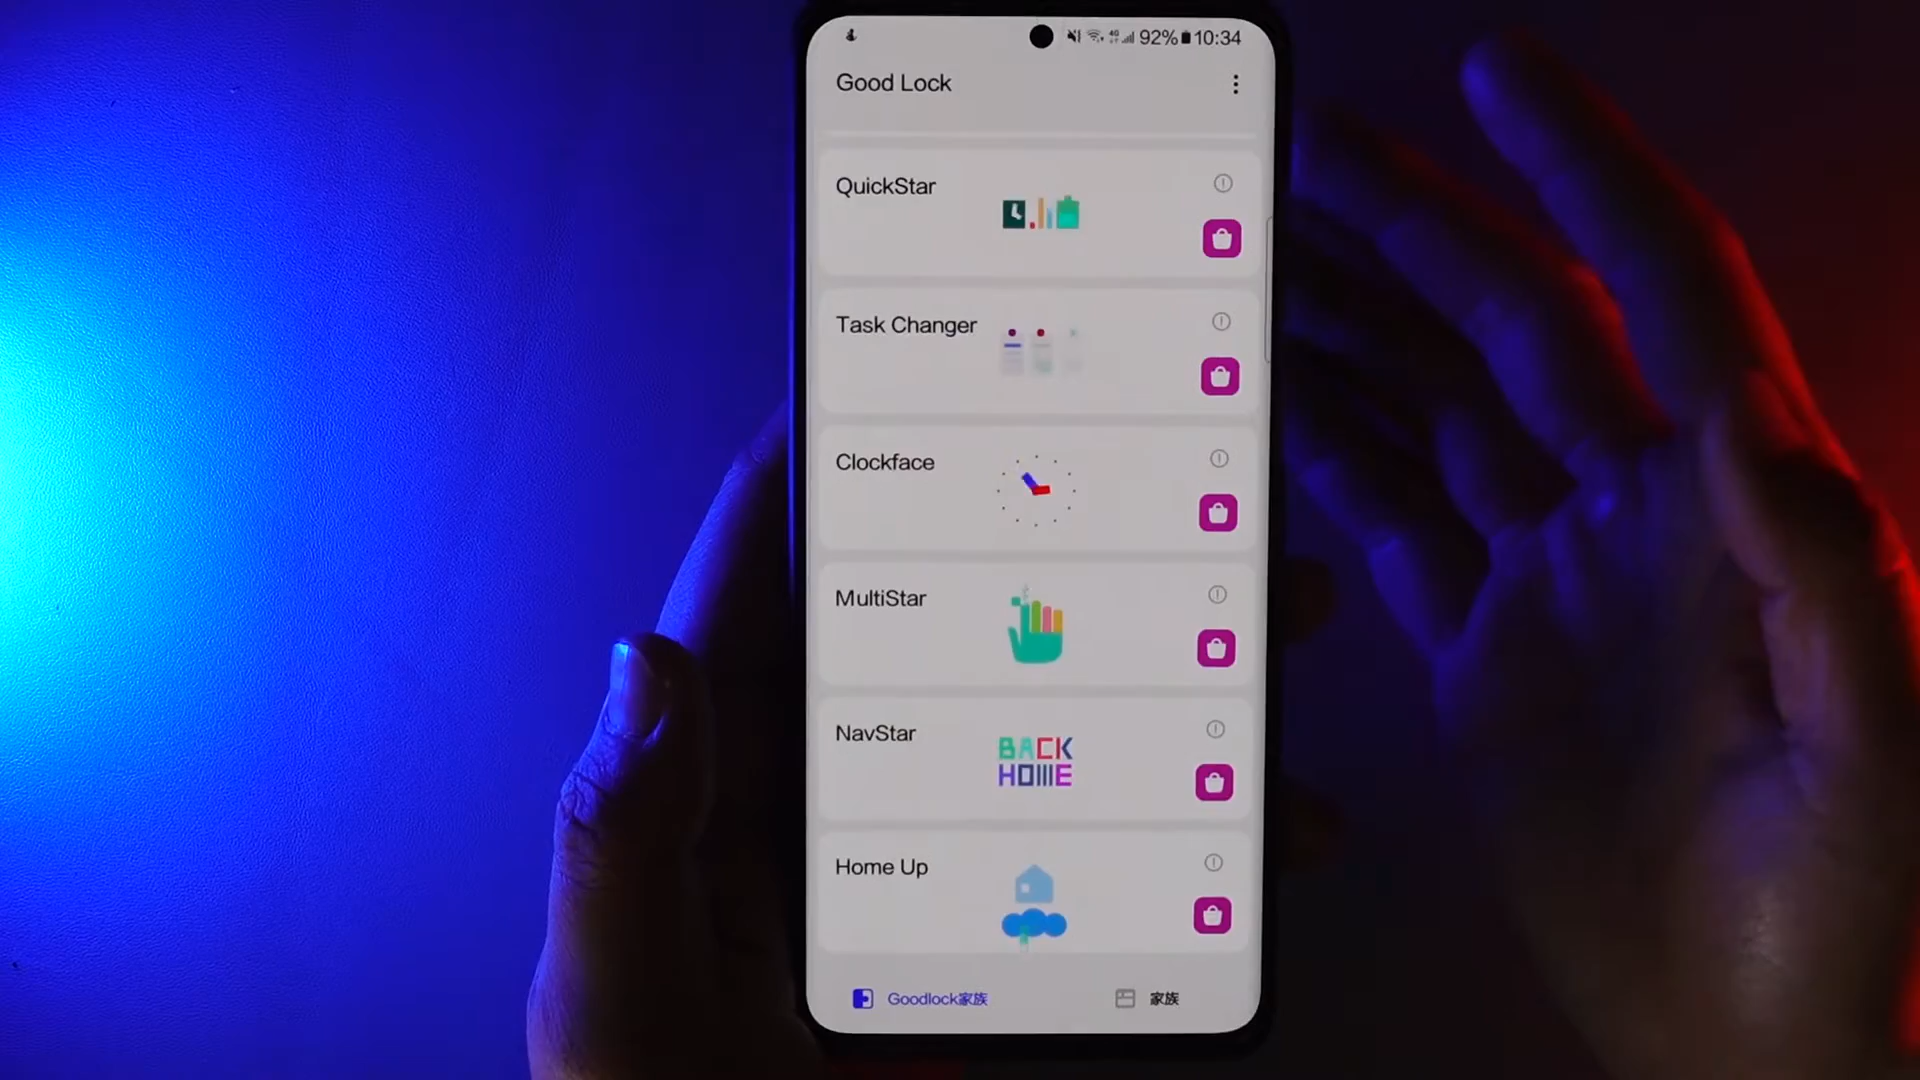 92% 10:34
Good Lock
QuickStar
Task Changer
Clockface
MultiStar
NavStar
BACK
HOME
Home Up
Goodlock家族
家族